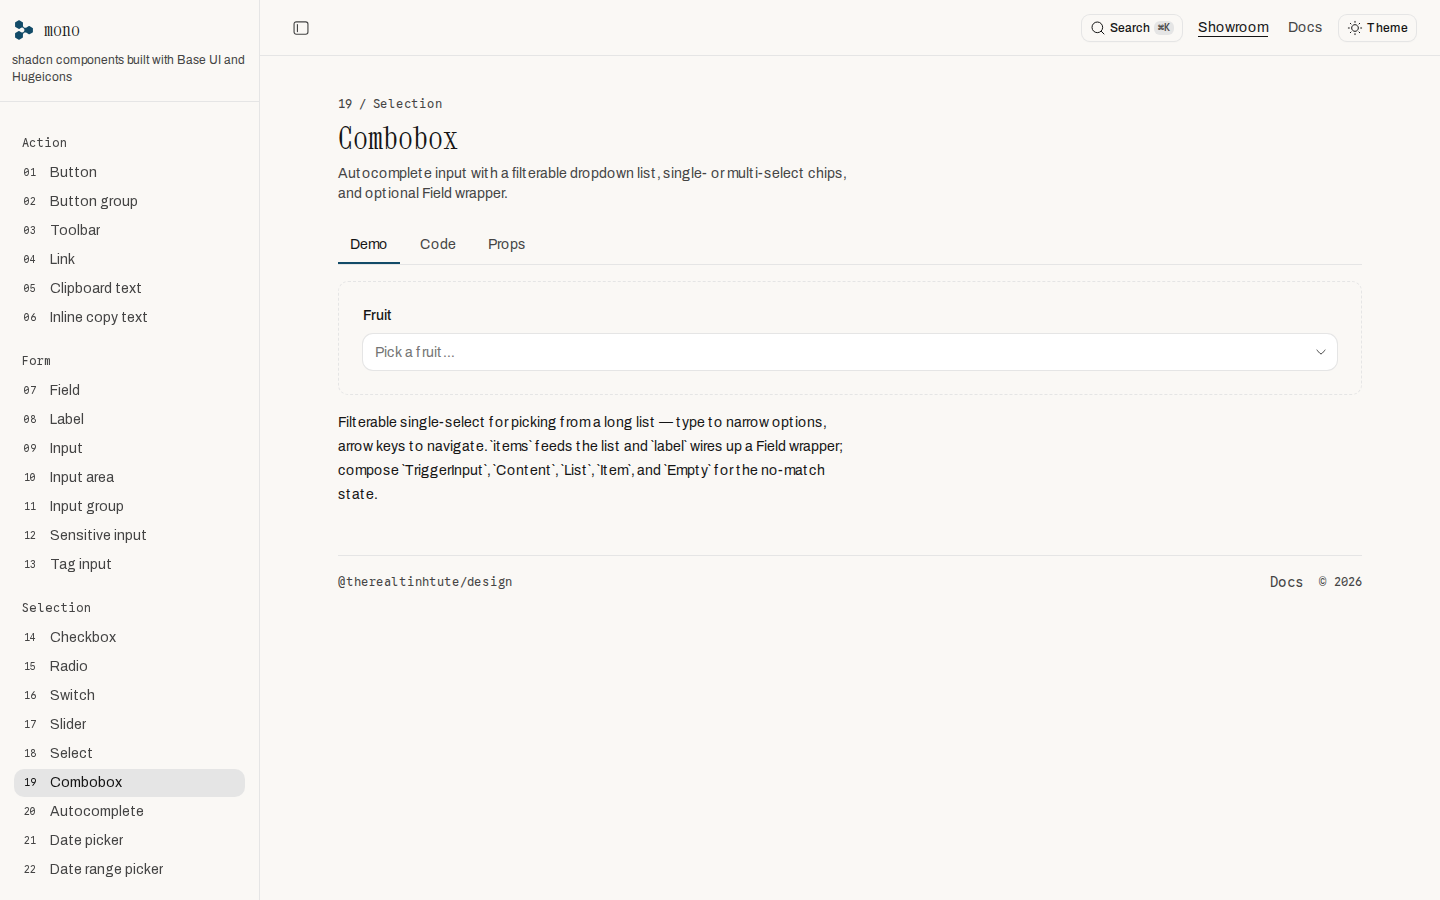 mono
shadcn components built with Base UI and
Hugeicons
Action
01 Button
02 Button group
03 Toolbar
04 Link
05 Clipboard text
06 Inline copy text
Form
07 Field
08 Label
09 Input
10 Input area
11 Input group
12 Sensitive input
13 Tag input
Selection
14 Checkbox
15 Radio
16 Switch
17 Slider
18 Select
19 Combobox
20 Autocomplete
21 Date picker
22 Date range picker
Search ⌘K Showroom Docs Theme
19 / Selection
Combobox
Autocomplete input with a filterable dropdown list, single- or multi-select chips,
and optional Field wrapper.
Demo Code Props
Fruit
Pick a fruit…
Filterable single-select for picking from a long list — type to narrow options,
arrow keys to navigate. `items` feeds the list and `label` wires up a Field wrapper;
compose `TriggerInput`, `Content`, `List`, `Item`, and `Empty` for the no-match
state.
@therealtinhtute/design
Docs © 2026